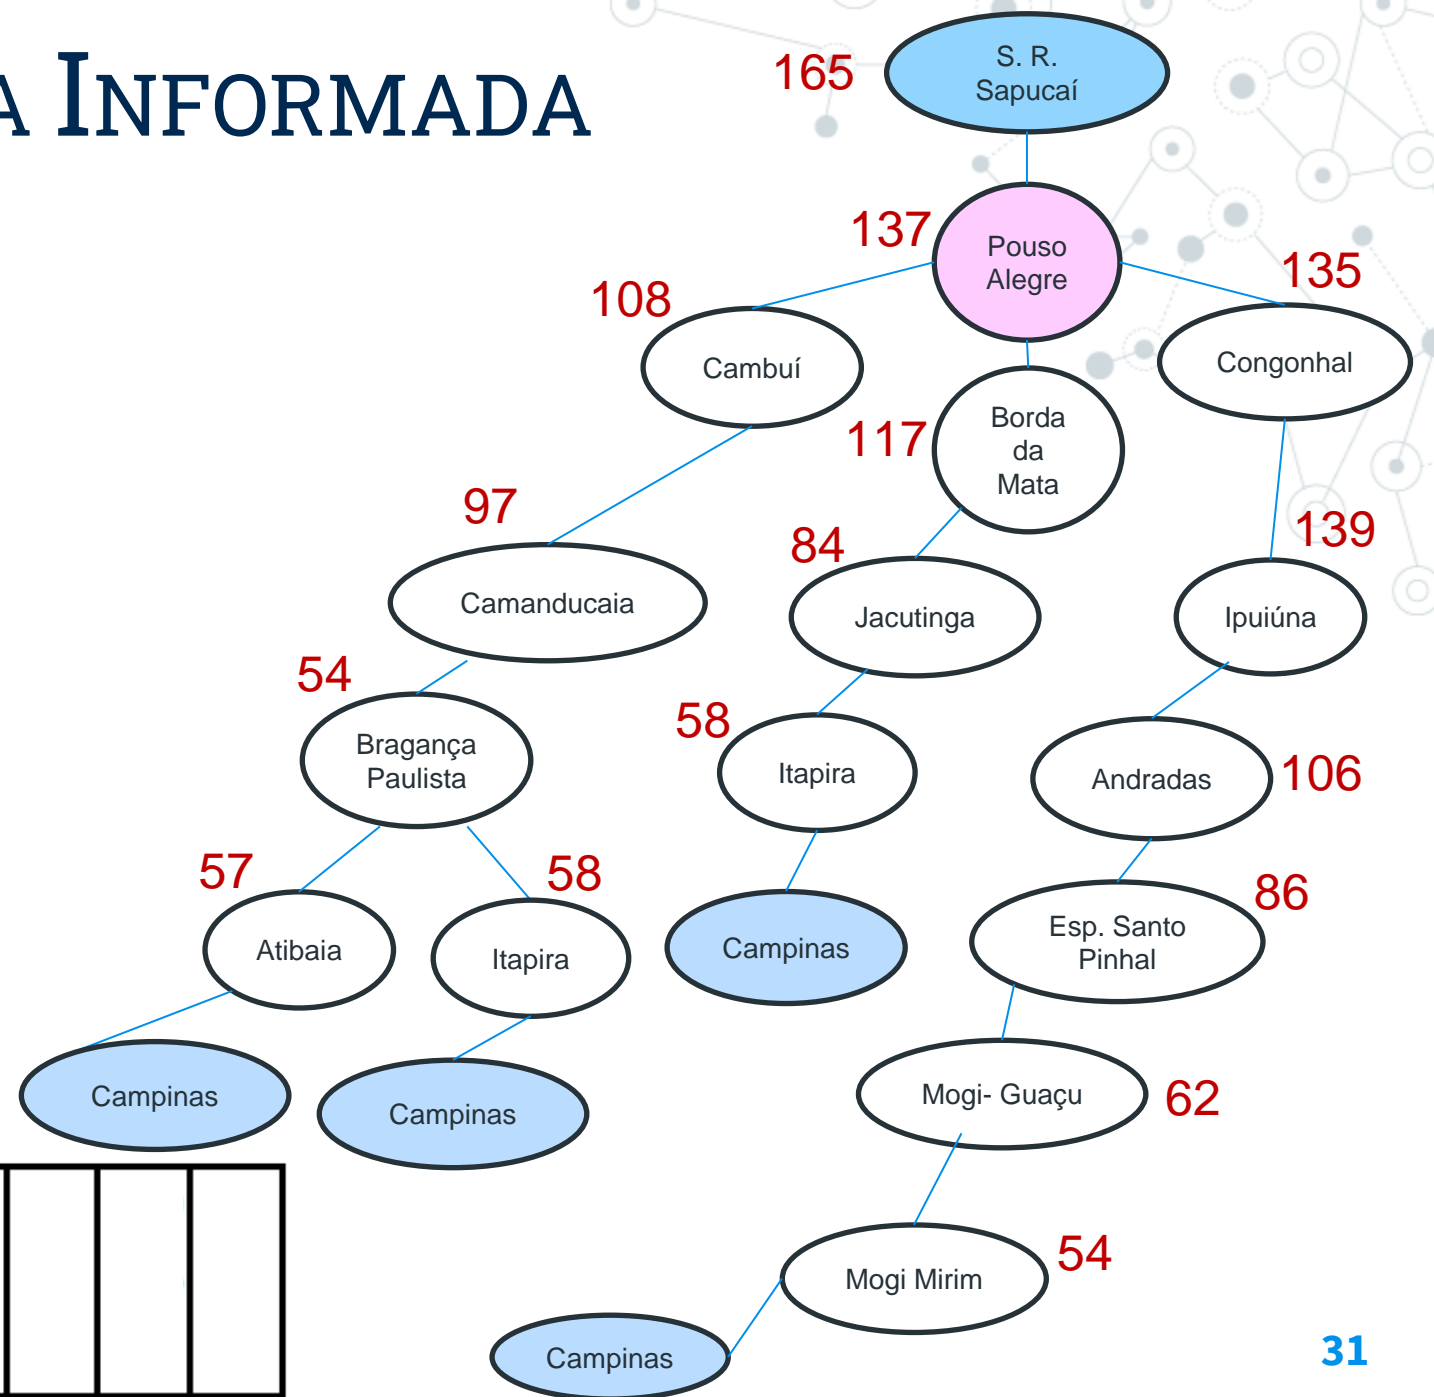 A INFORMADA
165
S. R.
Sapucaí
137
Pouso
Alegre
135
108
Cambuí
Congonhal
117
Borda
da
Mata
97
84
139
Camanducaia
Jacutinga
Ipuiúna
54
Bragança
Paulista
58
Itapira
Andradas
106
57
58
86
Atibaia
Itapira
Campinas
Esp. Santo
Pinhal
Campinas
Campinas
Mogi- Guaçu
62
Mogi Mirim
54
Campinas
31